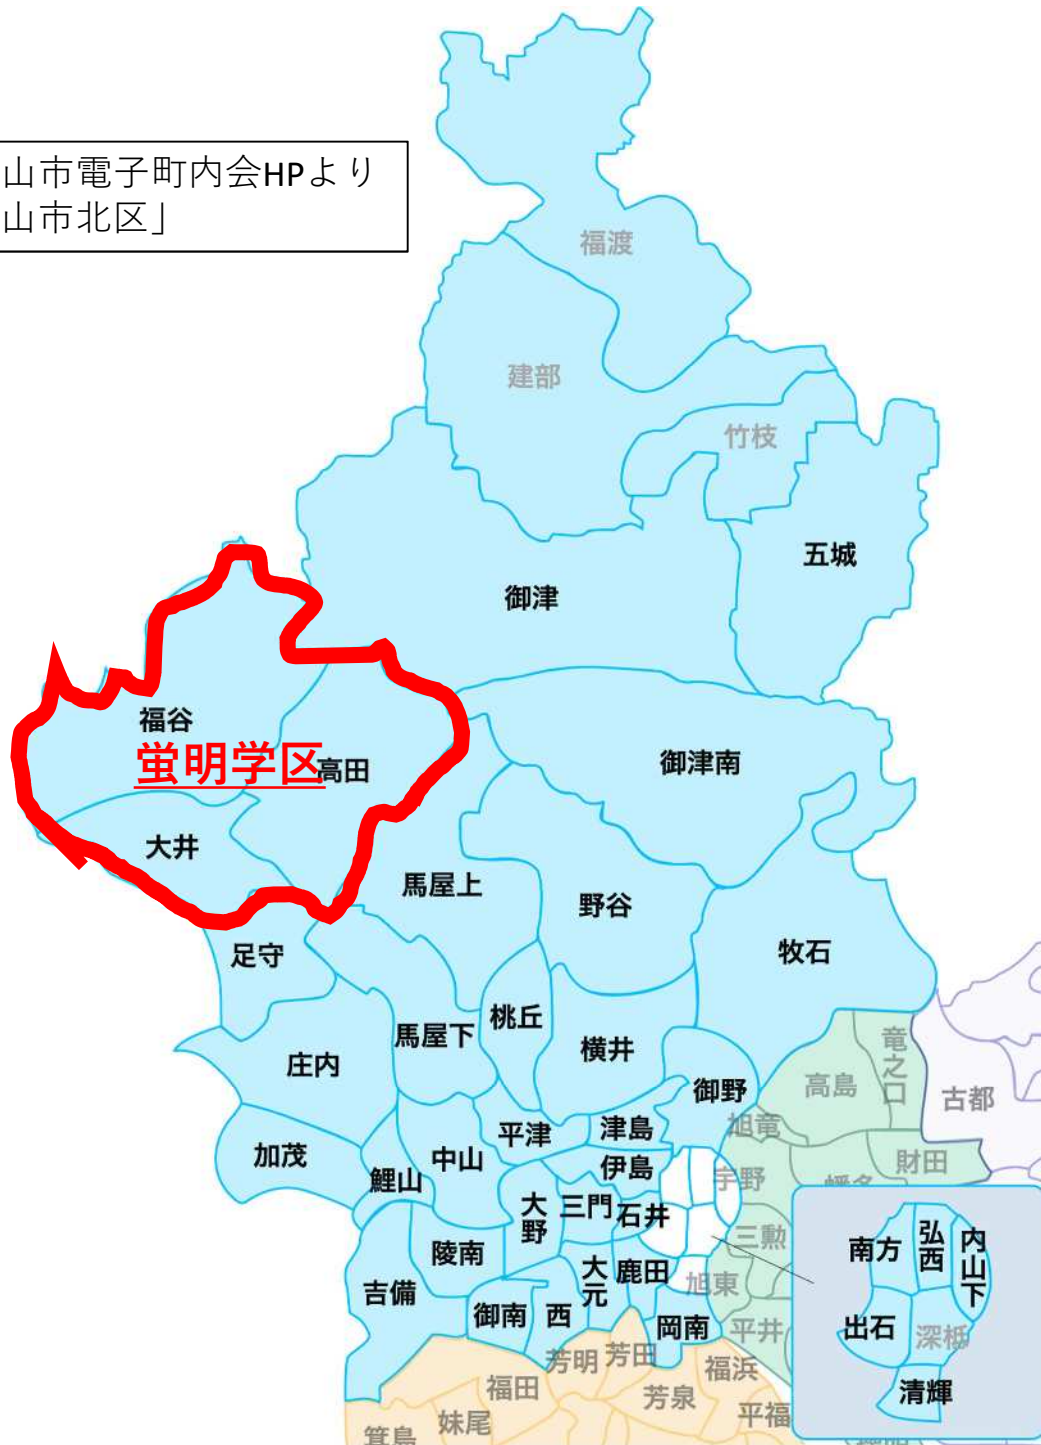 山市電子町内会HPより
山市北区」
福渡
建部
竹枝
五城
御津
福谷
蛍明学区
高田
御津南
大井
馬屋上
野谷
足守
牧石
桃丘
馬屋下
横井
庄内
御野
高島
竜之口
古都
旭竜
平津
津島
加茂
中山
伊島
財田
鯉山
宇野
大野
三門
石井
三勲
陵南
大元
鹿田
旭東
吉備
御南
西
岡南
平井
南方
弘西
内山下
出石
深柢
清輝
芳明
芳田
福浜
福田
芳泉
妹尾
平福
箕島